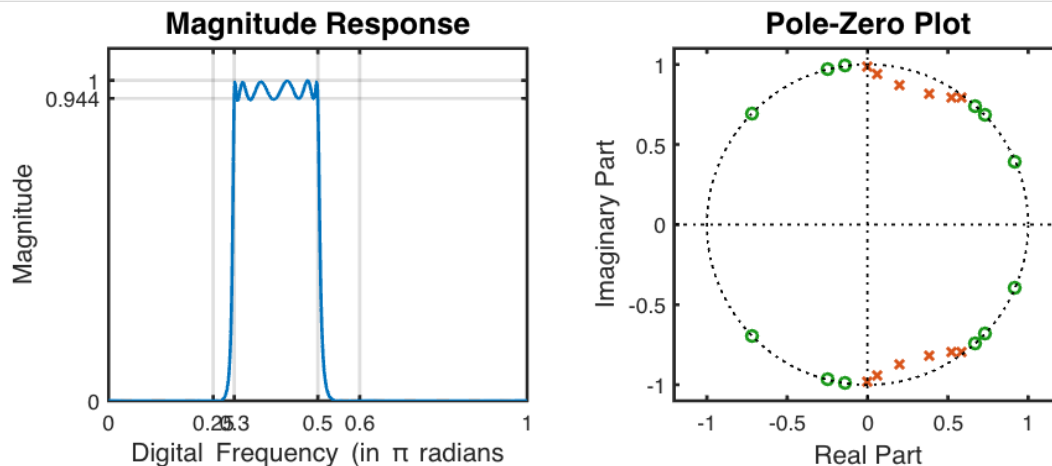 Magnitude Response
Magnitude
1
0.944
0
0 0.25 0.3 0.5 0.6 1
Digital Frequency (in π radians
Pole-Zero Plot
Imaginary Part
1
0.5
0
-0.5
-1
-1 -0.5 0 0.5 1
Real Part